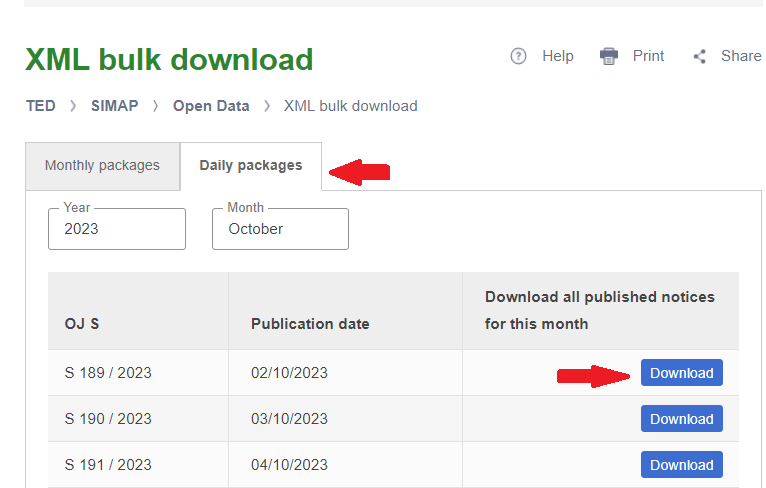 XML bulk download
Help Print Share
TED > SIMAP > Open Data > XML bulk download
Monthly packages Daily packages
Year Month
2023 October
Download all published notices
OJ S Publication date for this month
S 189 / 2023 02/10/2023 Download
S 190 / 2023 03/10/2023 Download
S 191 / 2023 04/10/2023 Download